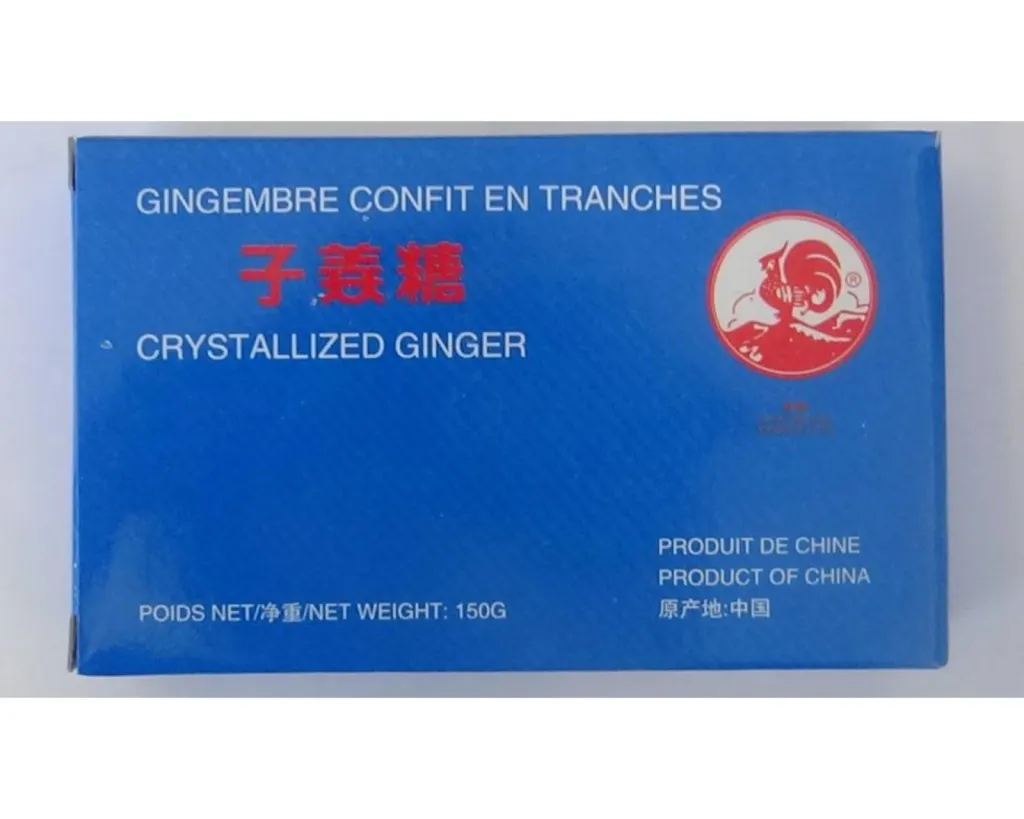 GINGEMBRE CONFIT EN TRANCHES
子姜糖
CRYSTALLIZED GINGER
®
PRODUIT DE CHINE
PRODUCT OF CHINA
原产地:中国
POIDS NET/净重/NET WEIGHT: 150G